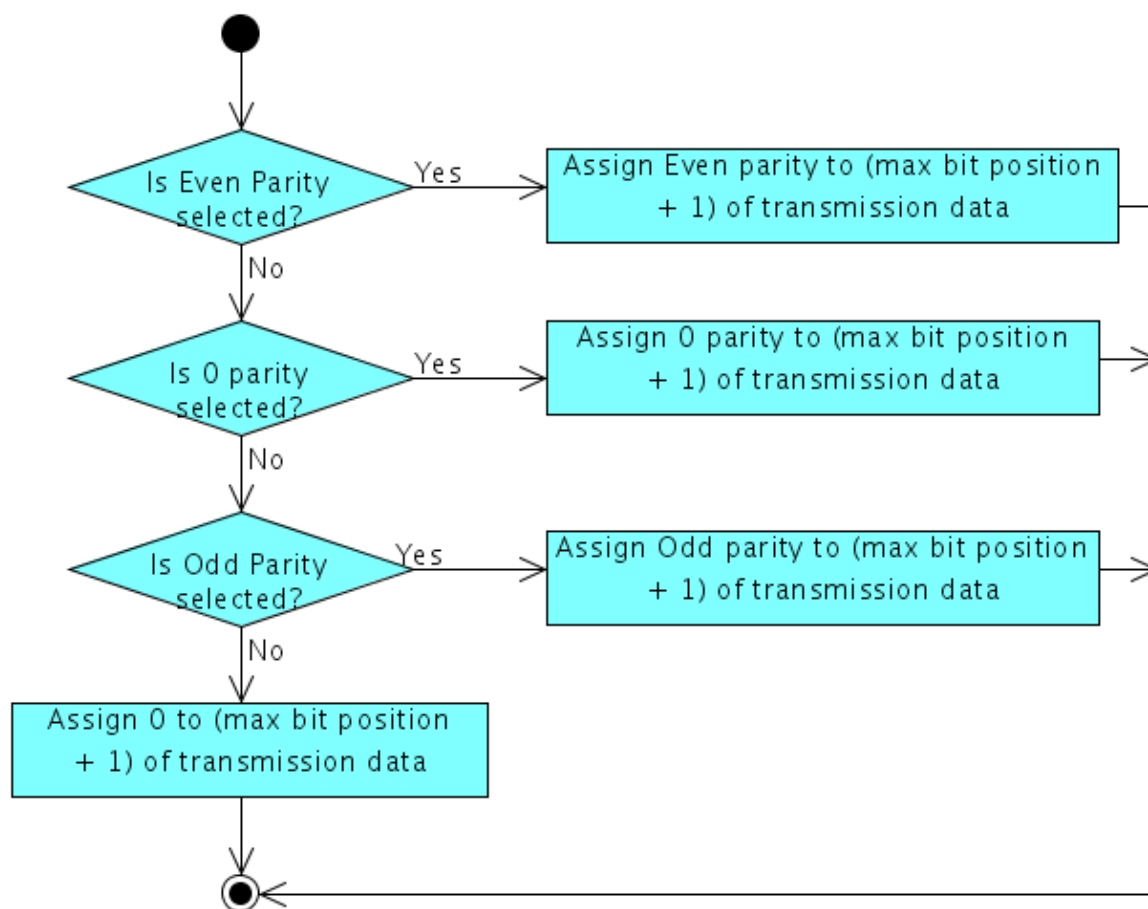 Is Even Parity
selected?
Yes
Assign Even parity to (max bit position
+ 1) of transmission data
No
Is 0 parity
selected?
Yes
Assign 0 parity to (max bit position
+ 1) of transmission data
No
Is Odd Parity
selected?
Yes
Assign Odd parity to (max bit position
+ 1) of transmission data
No
Assign 0 to (max bit position
+ 1) of transmission data